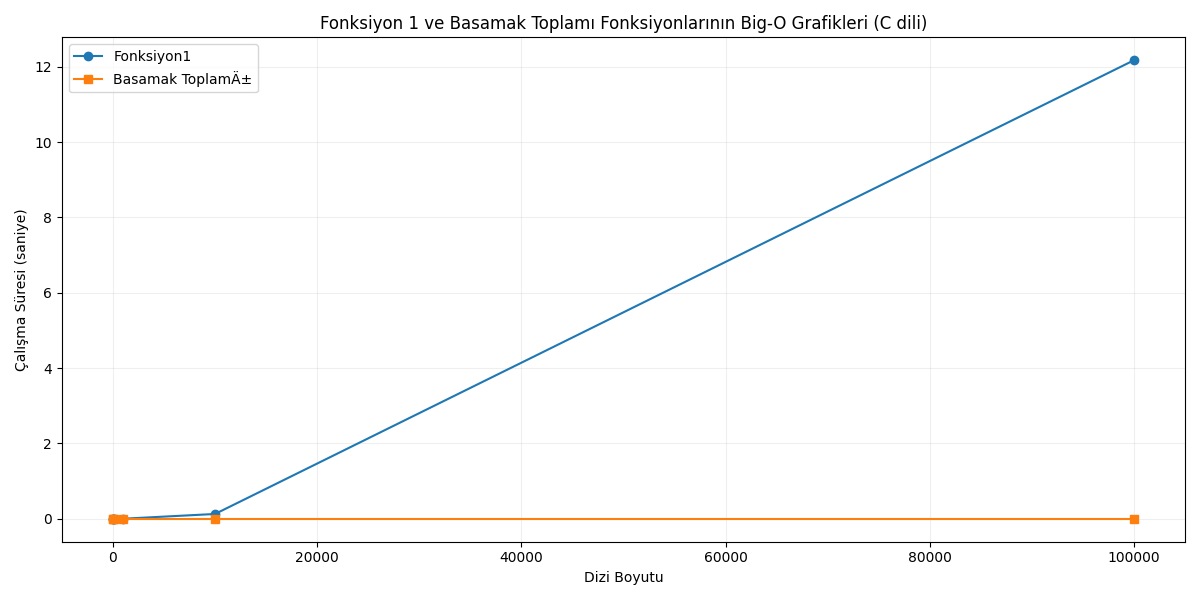 Fonksiyon 1 ve Basamak Toplamı Fonksiyonlarının Big-O Grafikleri (C dili)
Fonksiyon1
Basamak ToplamÄ±
12
10
8
6
4
2
0
Çalışma Süresi (saniye)
0 20000 40000 60000 80000 100000
Dizi Boyutu